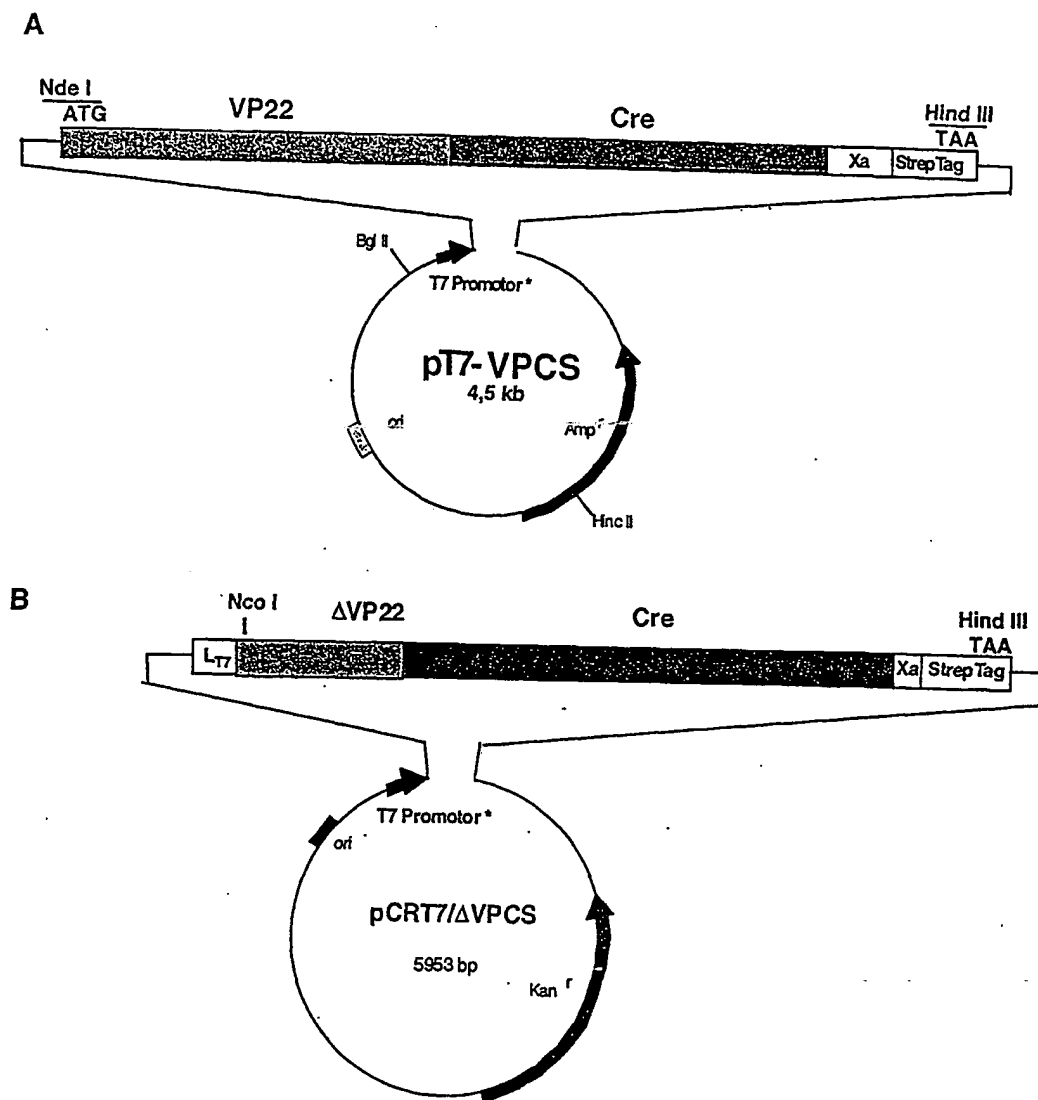 A
Nde I
ATG
VP22
Cre
Hind III
TAA
Xa
StrepTag
Bgl II
T7 Promotor *
pT7-VPCS
4,5 kb
ori
Amp r
Hnc II
B
Nco I
ΔVP22
Cre
Hind III
TAA
LT7
Xa
StrepTag
T7 Promotor *
ori
pCRT7/ΔVPCS
5953 bp
Kan r